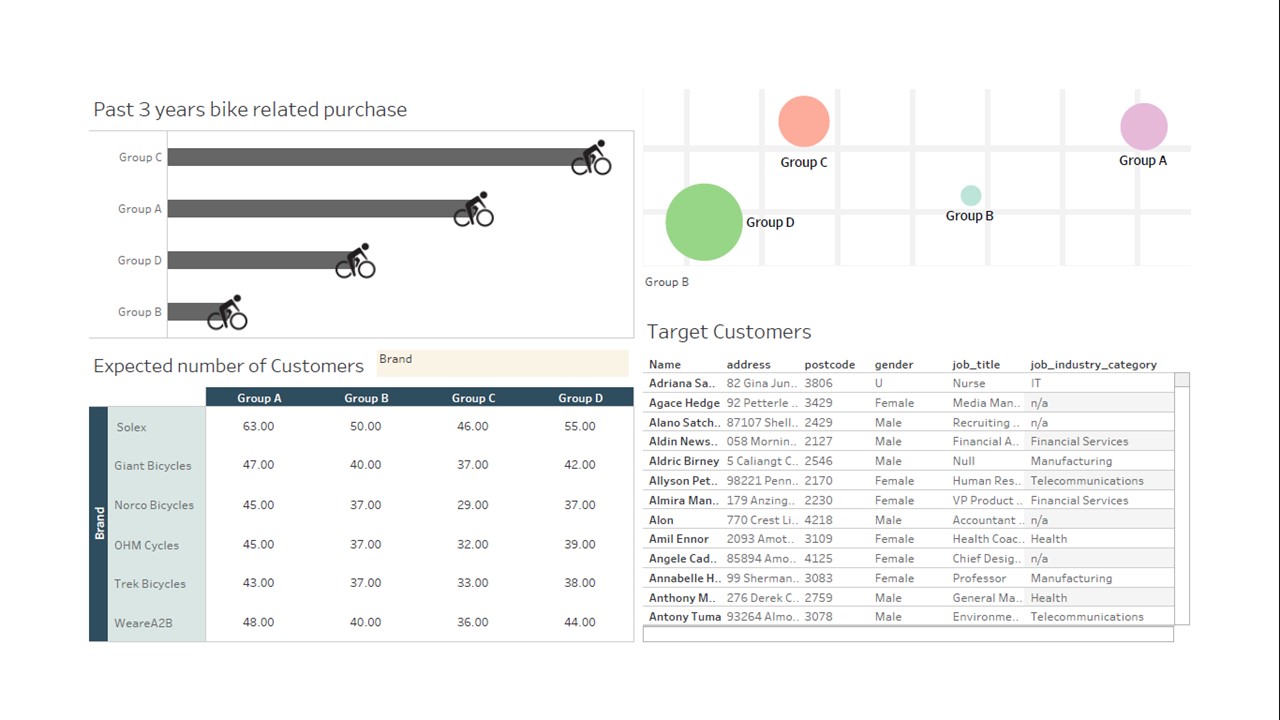 Past 3 years bike related purchase
Group C
Group A
Group D
Group B
Group C
Group A
Group D
Group B
Group B
Expected number of Customers
Brand
Group A Group B Group C Group D
Brand
Solex 63.00 50.00 46.00 55.00
Giant Bicycles 47.00 40.00 37.00 42.00
Norco Bicycles 45.00 37.00 29.00 37.00
OHM Cycles 45.00 37.00 32.00 39.00
Trek Bicycles 43.00 37.00 33.00 38.00
WeareA2B 48.00 40.00 36.00 44.00
Target Customers
Name address postcode gender job_title job_industry_category
Adriana Sa.. 82 Gina Jun.. 3806 U Nurse IT
Agace Hedge 92 Petterle .. 3429 Female Media Man.. n/a
Alano Satch.. 87107 Shell.. 2429 Male Recruiting .. n/a
Aldin News.. 058 Mornin.. 2127 Male Financial A.. Financial Services
Aldric Birney 5 Caliangt C.. 2546 Male Null Manufacturing
Allyson Pet.. 98221 Penn.. 2170 Female Human Res.. Telecommunications
Almira Man.. 179 Anzing.. 2230 Female VP Product .. Financial Services
Alon 770 Crest Li.. 4218 Male Accountant .. n/a
Amil Ennor 2093 Amot.. 3109 Female Health Coac.. Health
Angele Cad.. 85894 Amo.. 4125 Female Chief Desig.. n/a
Annabelle H.. 99 Sherman.. 3083 Female Professor Manufacturing
Anthony M.. 276 Derek C.. 2759 Male General Ma.. Health
Antony Tuma 93264 Almo.. 3078 Male Environme.. Telecommunications